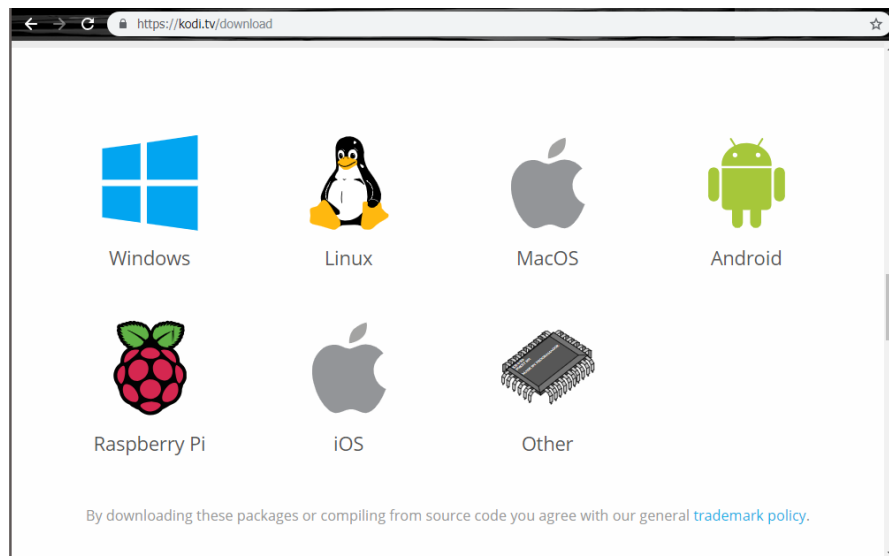 https://kodi.tv/download
Windows Linux MacOS Android
Raspberry Pi iOS Other
By downloading these packages or compiling from source code you agree with our general trademark policy.